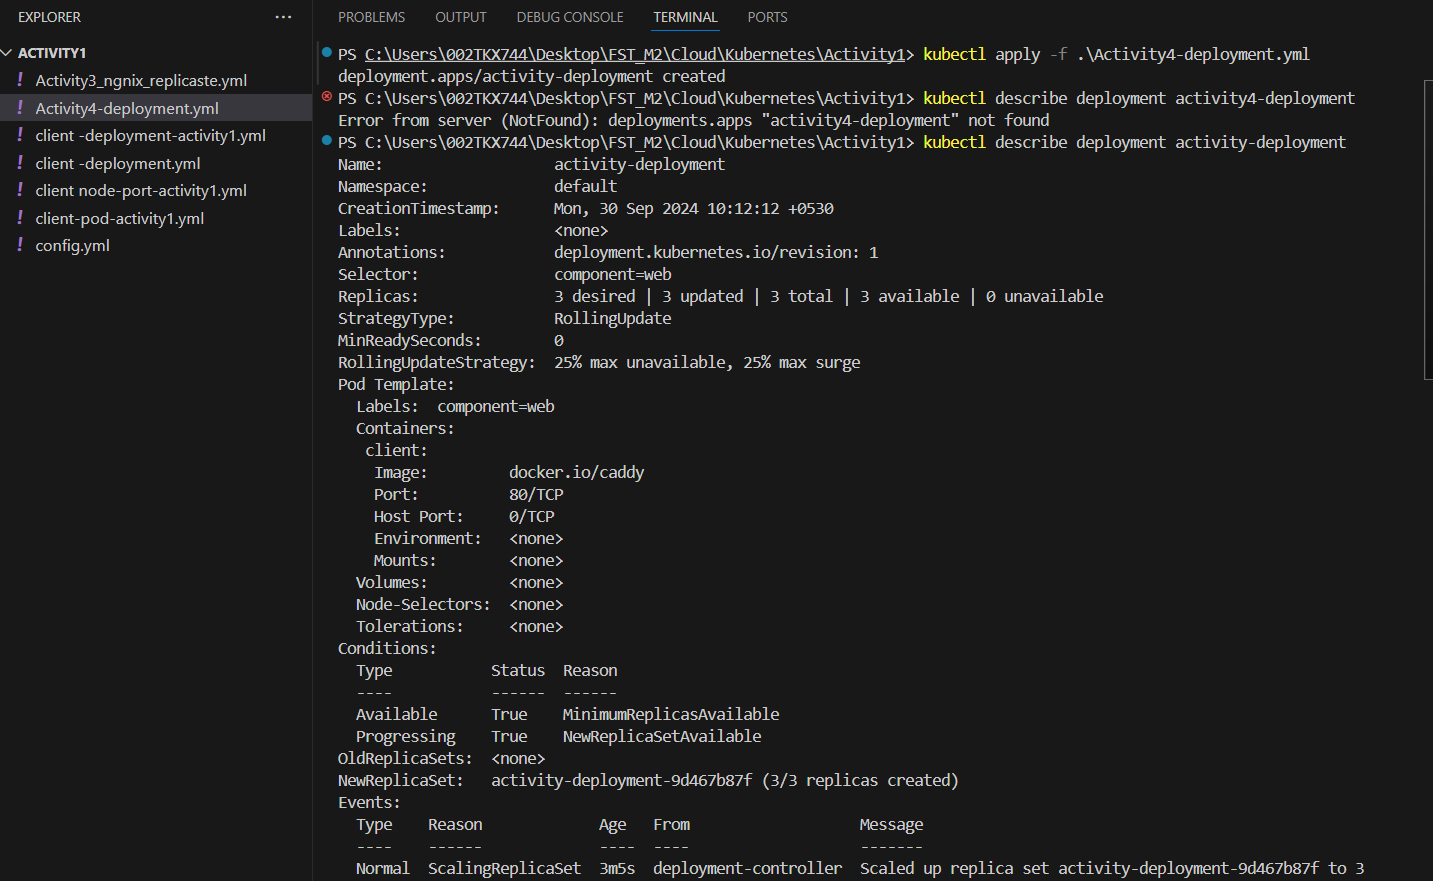 EXPLORER
ACTIVITY1
! Activity3_ngnix_replicaste.yml
! Activity4-deployment.yml
! client -deployment-activity1.yml
! client -deployment.yml
! client node-port-activity1.yml
! client-pod-activity1.yml
! config.yml
PROBLEMS OUTPUT DEBUG CONSOLE TERMINAL PORTS
PS C:\Users\002TKX744\Desktop\FST_M2\Cloud\Kubernetes\Activity1> kubectl apply -f .\Activity4-deployment.yml
deployment.apps/activity-deployment created
PS C:\Users\002TKX744\Desktop\FST_M2\Cloud\Kubernetes\Activity1> kubectl describe deployment activity4-deployment
Error from server (NotFound): deployments.apps "activity4-deployment" not found
PS C:\Users\002TKX744\Desktop\FST_M2\Cloud\Kubernetes\Activity1> kubectl describe deployment activity-deployment
Name: activity-deployment
Namespace: default
CreationTimestamp: Mon, 30 Sep 2024 10:12:12 +0530
Labels: <none>
Annotations: deployment.kubernetes.io/revision: 1
Selector: component=web
Replicas: 3 desired | 3 updated | 3 total | 3 available | 0 unavailable
StrategyType: RollingUpdate
MinReadySeconds: 0
RollingUpdateStrategy: 25% max unavailable, 25% max surge
Pod Template:
Labels: component=web
Containers:
client:
Image: docker.io/caddy
Port: 80/TCP
Host Port: 0/TCP
Environment: <none>
Mounts: <none>
Volumes: <none>
Node-Selectors: <none>
Tolerations: <none>
Conditions:
Type Status Reason
---- ------ ------
Available True MinimumReplicasAvailable
Progressing True NewReplicaSetAvailable
OldReplicaSets: <none>
NewReplicaSet: activity-deployment-9d467b87f (3/3 replicas created)
Events:
Type Reason Age From Message
---- ------ ---- ---- -------
Normal ScalingReplicaSet 3m5s deployment-controller Scaled up replica set activity-deployment-9d467b87f to 3